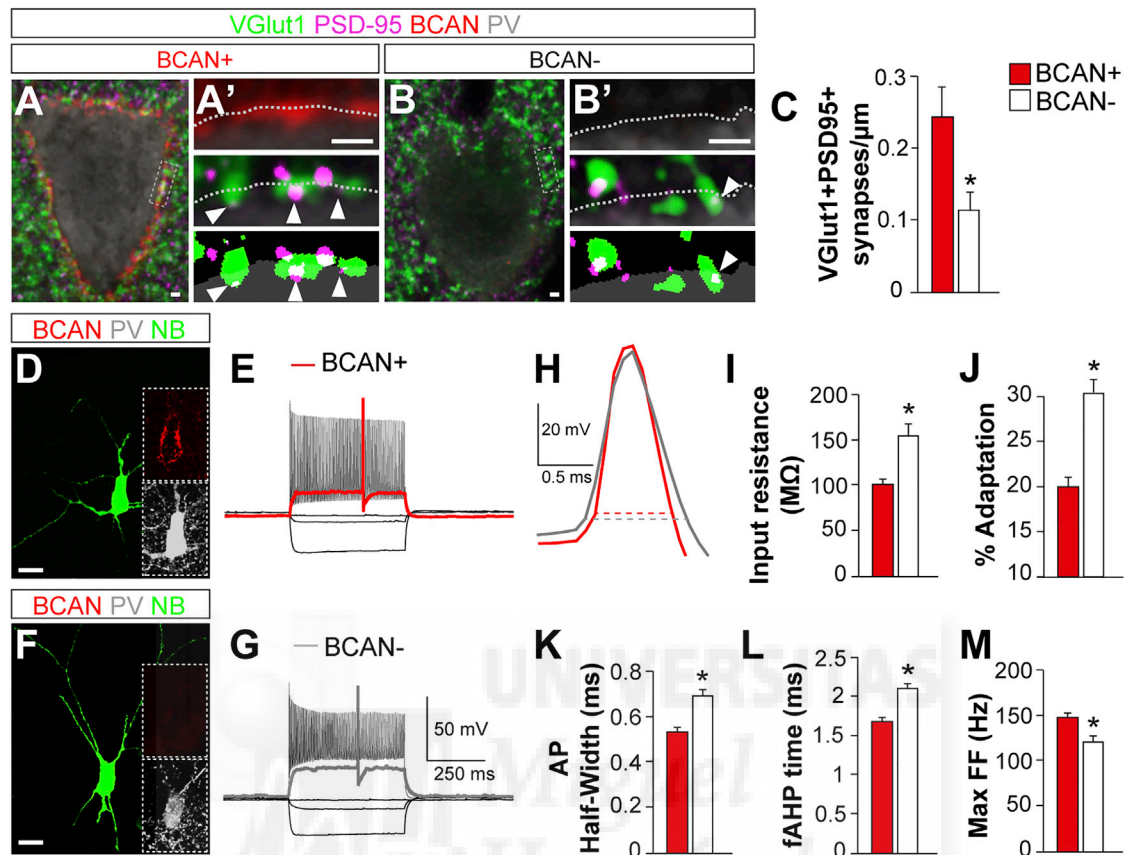 VGlut1 PSD-95 BCAN PV
BCAN+
BCAN-
A
A'
B
B'
C
VGlut1+PSD95+
synapses/µm
0.3
0.2
0.1
0
*
BCAN+
BCAN-
BCAN PV NB
D
E
BCAN+
H
20 mV
0.5 ms
I
Input resistance
(MΩ)
200
150
100
50
0
*
J
% Adaptation
30
20
10
*
BCAN PV NB
F
G
BCAN-
50 mV
250 ms
K
AP
Half-Width (ms)
0.8
0.6
0.4
0.2
0
*
L
fAHP time (ms)
2.5
2
1.5
1
0.5
0
*
M
Max FF (Hz)
200
150
100
50
0
*
UNIVERSITAS
Miguel